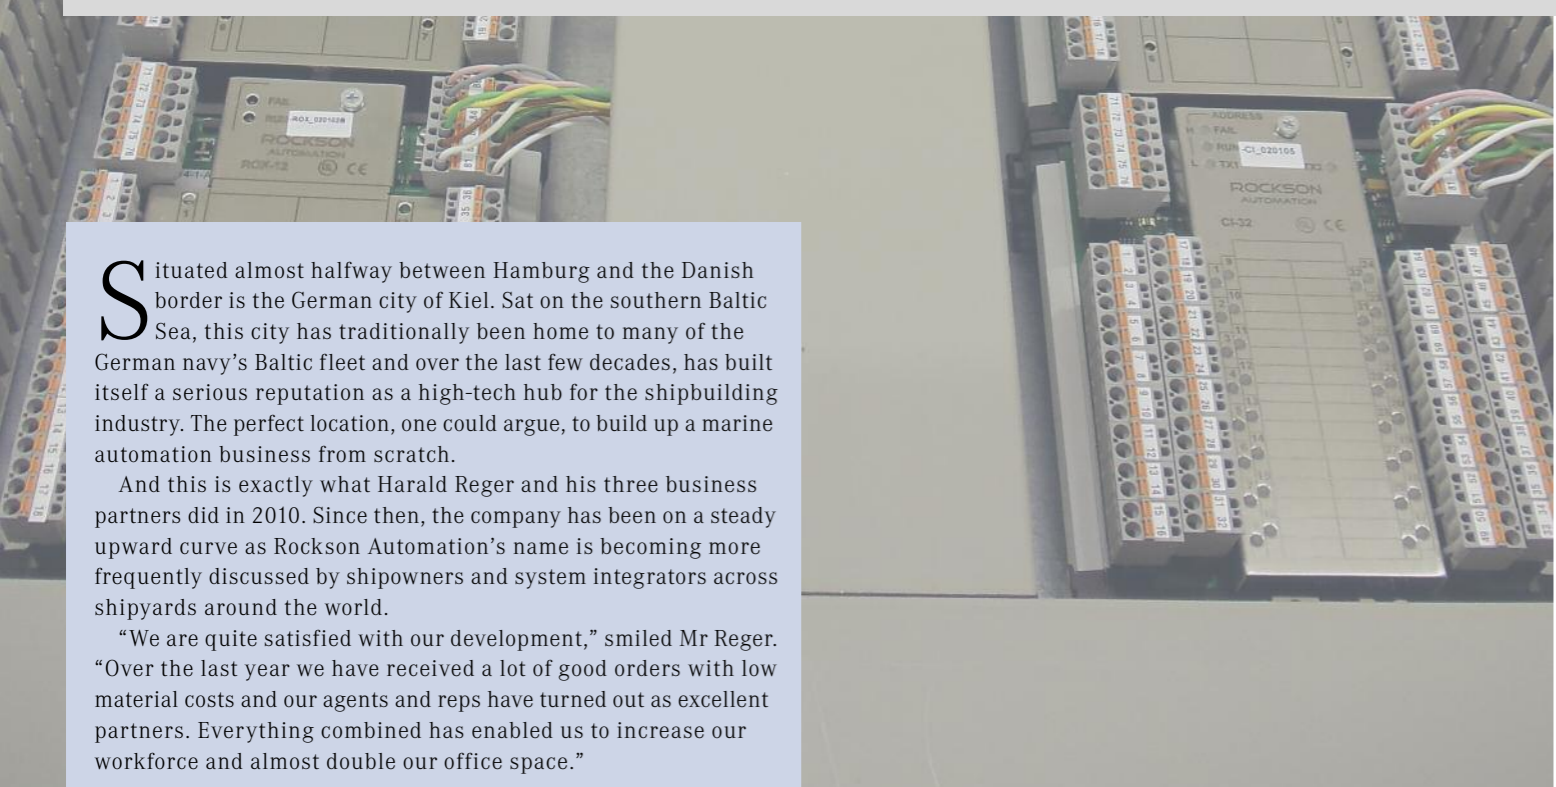 FAIL
-ROX_020102B
ROCKSON
AUTOMATION
ROX-12
ADDRESS
H FAIL
RUN
-CI_020105
L TX1
TX2
ROCKSON
AUTOMATION
CI-32
Situated almost halfway between Hamburg and the Danish
border is the German city of Kiel. Sat on the southern Baltic
Sea, this city has traditionally been home to many of the
German navy’s Baltic fleet and over the last few decades, has built
itself a serious reputation as a high-tech hub for the shipbuilding
industry. The perfect location, one could argue, to build up a marine
automation business from scratch.
And this is exactly what Harald Reger and his three business
partners did in 2010. Since then, the company has been on a steady
upward curve as Rockson Automation’s name is becoming more
frequently discussed by shipowners and system integrators across
shipyards around the world.
“We are quite satisfied with our development,” smiled Mr Reger.
“Over the last year we have received a lot of good orders with low
material costs and our agents and reps have turned out as excellent
partners. Everything combined has enabled us to increase our
workforce and almost double our office space.”